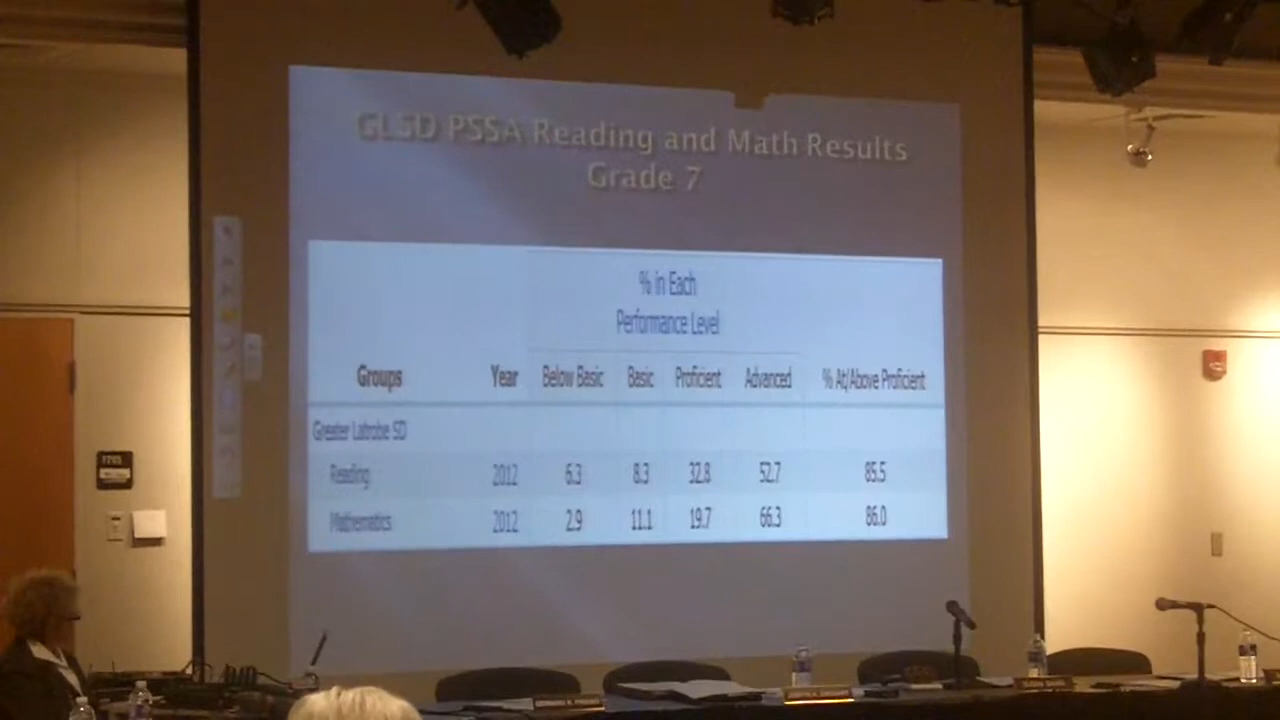 GLSD PSSA Reading and Math Results
Grade 7
% in Each
Performance Level
Groups Year Below Basic Basic Proficient Advanced % At/Above Proficient
Greater Latrobe SD
Reading 2012 6.3 8.3 32.8 52.7 85.5
Mathematics 2012 2.9 11.1 19.7 66.3 86.0